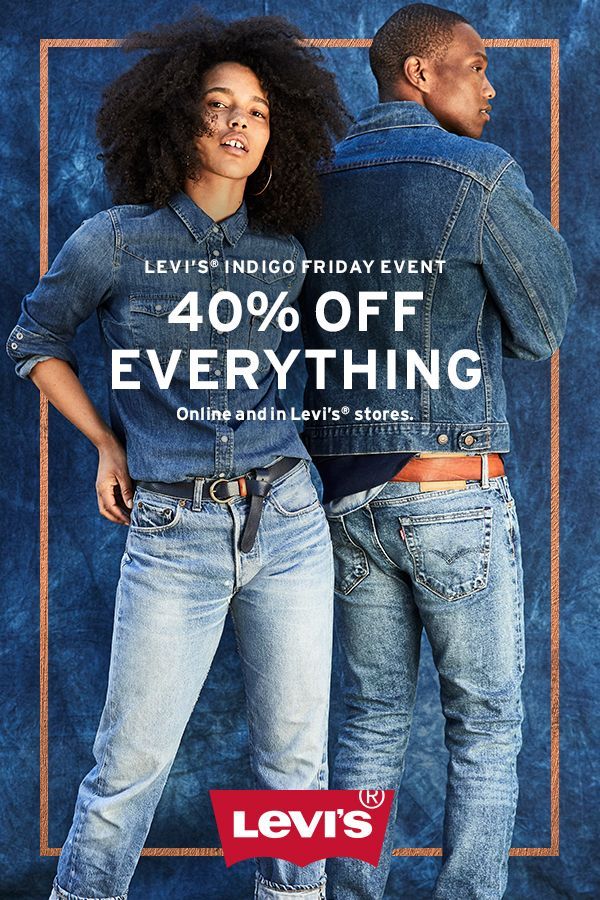 LEVI'S® INDIGO FRIDAY EVENT
40% OFF
EVERYTHING
Online and in Levi's® stores.
LEVI'S®